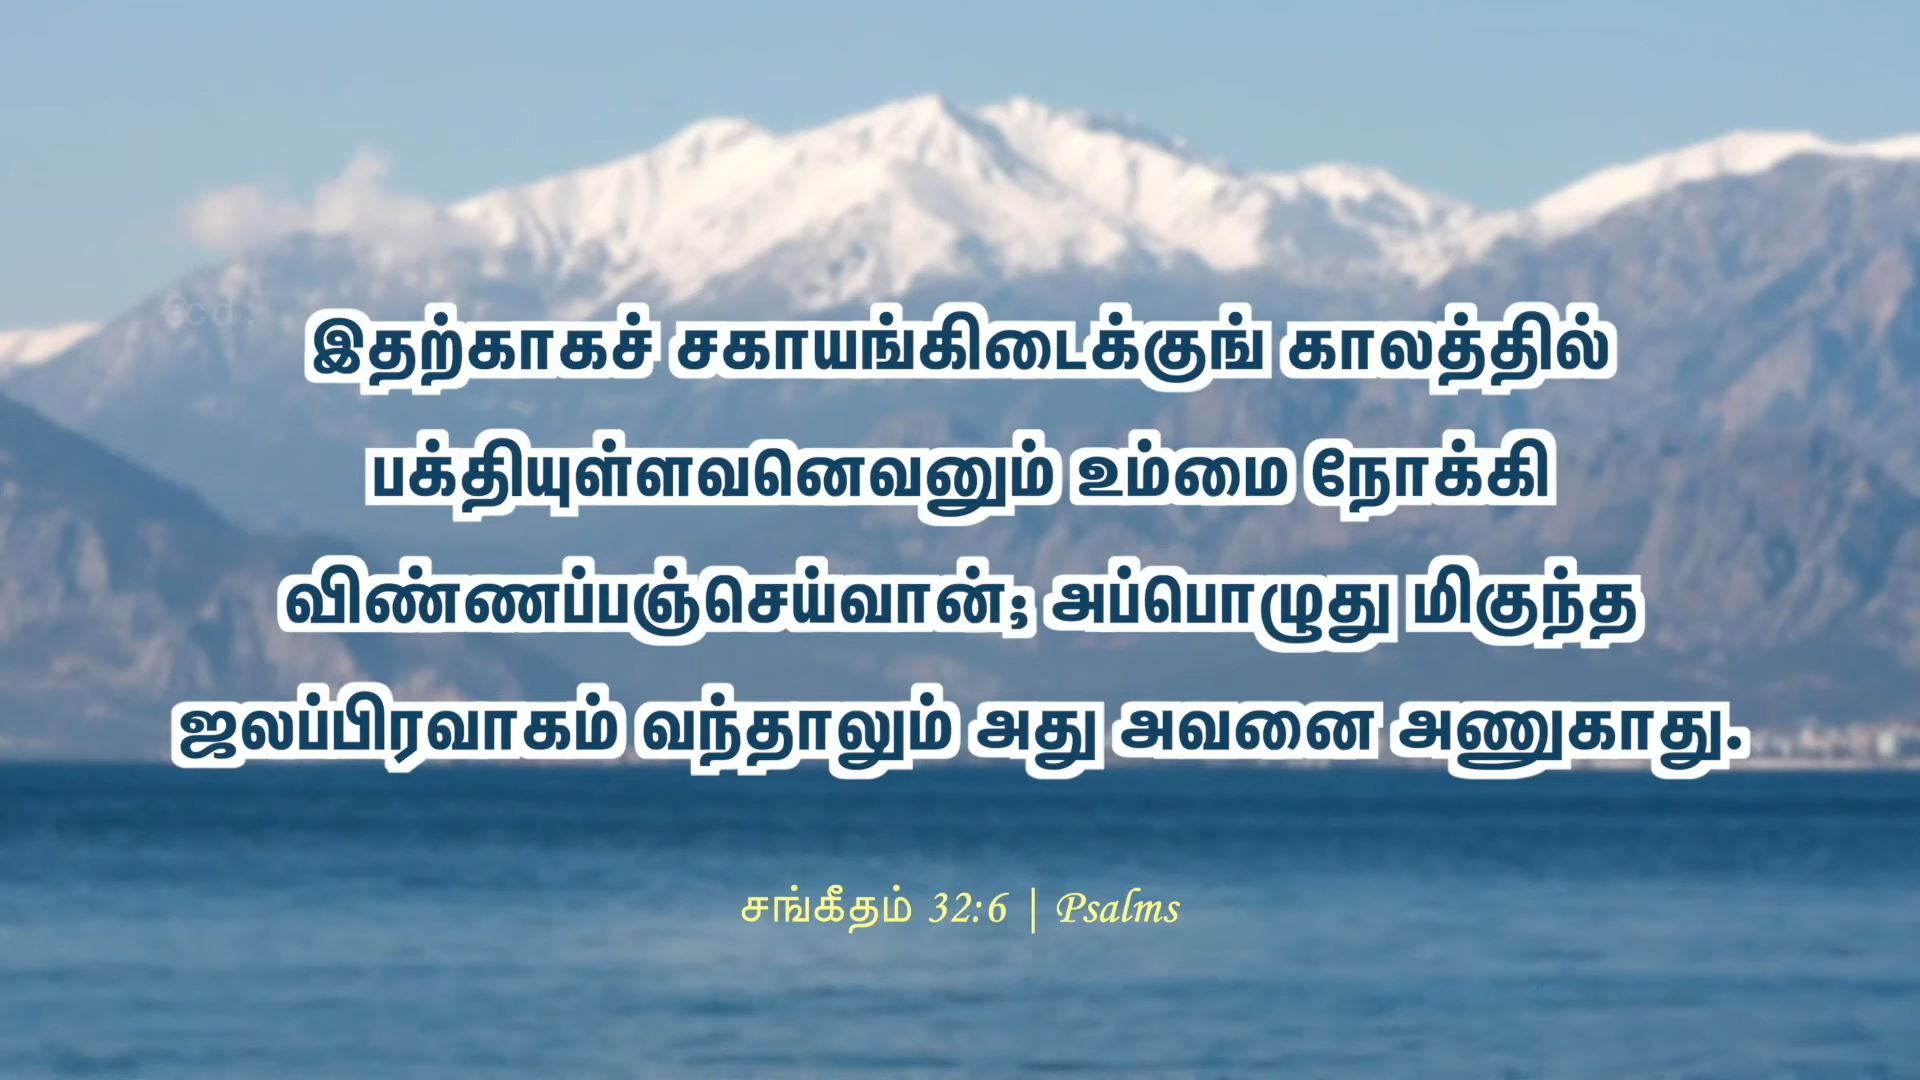 இதற்காகச் சகாயங்கிடைக்குங் காலத்தில்
பக்தியுள்ளவனெவனும் உம்மை நோக்கி
விண்ணப்பஞ்செய்வான்; அப்பொழுது மிகுந்த
ஜலப்பிரவாகம் வந்தாலும் அது அவனை அணுகாது.
சங்கீதம் 32:6 | Psalms